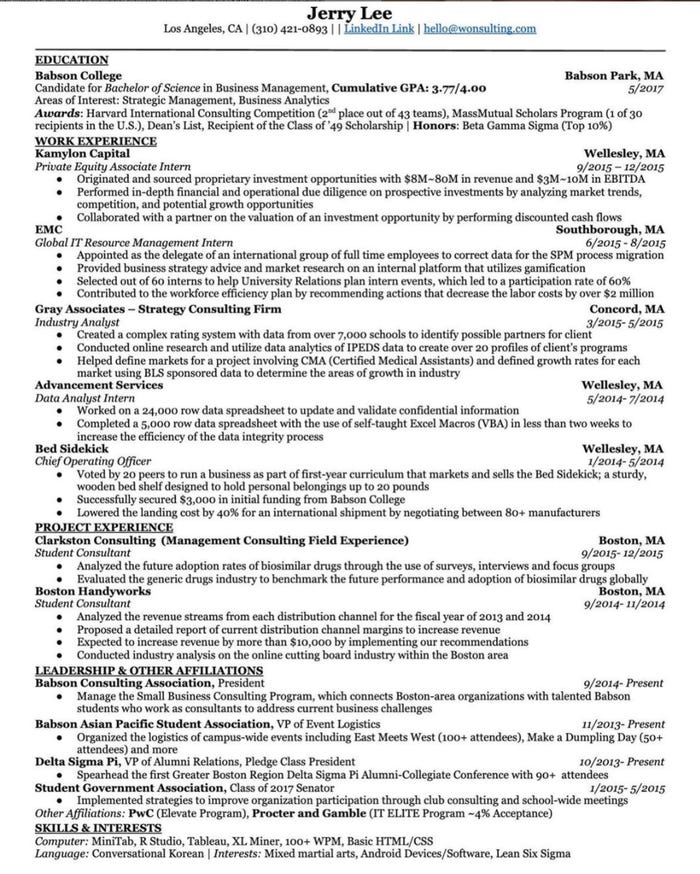 Jerry Lee
Los Angeles, CA | (310) 421-0893 | | LinkedIn Link | hello@wonsulting.com
EDUCATION
Babson College Babson Park, MA
Candidate for Bachelor of Science in Business Management, Cumulative GPA: 3.77/4.00 5/2017
Areas of Interest: Strategic Management, Business Analytics
Awards: Harvard International Consulting Competition (2nd place out of 43 teams), MassMutual Scholars Program (1 of 30
recipients in the U.S.), Dean's List, Recipient of the Class of '49 Scholarship | Honors: Beta Gamma Sigma (Top 10%)
WORK EXPERIENCE
Kamylon Capital Wellesley, MA
Private Equity Associate Intern 9/2015 – 12/2015
● Originated and sourced proprietary investment opportunities with $8M~80M in revenue and $3M~10M in EBITDA
● Performed in-depth financial and operational due diligence on prospective investments by analyzing market trends,
competition, and potential growth opportunities
● Collaborated with a partner on the valuation of an investment opportunity by performing discounted cash flows
EMC Southborough, MA
Global IT Resource Management Intern 6/2015 - 8/2015
● Appointed as the delegate of an international group of full time employees to correct data for the SPM process migration
● Provided business strategy advice and market research on an internal platform that utilizes gamification
● Selected out of 60 interns to help University Relations plan intern events, which led to a participation rate of 60%
● Contributed to the workforce efficiency plan by recommending actions that decrease the labor costs by over $2 million
Gray Associates – Strategy Consulting Firm Concord, MA
Industry Analyst 3/2015- 5/2015
● Created a complex rating system with data from over 7,000 schools to identify possible partners for client
● Conducted online research and utilize data analytics of IPEDS data to create over 20 profiles of client's programs
● Helped define markets for a project involving CMA (Certified Medical Assistants) and defined growth rates for each
market using BLS sponsored data to determine the areas of growth in industry
Advancement Services Wellesley, MA
Data Analyst Intern 5/2014- 7/2014
● Worked on a 24,000 row data spreadsheet to update and validate confidential information
● Completed a 5,000 row data spreadsheet with the use of self-taught Excel Macros (VBA) in less than two weeks to
increase the efficiency of the data integrity process
Bed Sidekick Wellesley, MA
Chief Operating Officer 1/2014- 5/2014
● Voted by 20 peers to run a business as part of first-year curriculum that markets and sells the Bed Sidekick; a sturdy,
wooden bed shelf designed to hold personal belongings up to 20 pounds
● Successfully secured $3,000 in initial funding from Babson College
● Lowered the landing cost by 40% for an international shipment by negotiating between 80+ manufacturers
PROJECT EXPERIENCE
Clarkston Consulting (Management Consulting Field Experience) Boston, MA
Student Consultant 9/2015- 12/2015
● Analyzed the future adoption rates of biosimilar drugs through the use of surveys, interviews and focus groups
● Evaluated the generic drugs industry to benchmark the future performance and adoption of biosimilar drugs globally
Boston Handyworks Boston, MA
Student Consultant 9/2014- 11/2014
● Analyzed the revenue streams from each distribution channel for the fiscal year of 2013 and 2014
● Proposed a detailed report of current distribution channel margins to increase revenue
● Expected to increase revenue by more than $10,000 by implementing our recommendations
● Conducted industry analysis on the online cutting board industry within the Boston area
LEADERSHIP & OTHER AFFILIATIONS
Babson Consulting Association, President 9/2014- Present
● Manage the Small Business Consulting Program, which connects Boston-area organizations with talented Babson
students who work as consultants to address current business challenges
Babson Asian Pacific Student Association, VP of Event Logistics 11/2013- Present
● Organized the logistics of campus-wide events including East Meets West (100+ attendees), Make a Dumpling Day (50+
attendees) and more
Delta Sigma Pi, VP of Alumni Relations, Pledge Class President 10/2013- Present
● Spearhead the first Greater Boston Region Delta Sigma Pi Alumni-Collegiate Conference with 90+ attendees
Student Government Association, Class of 2017 Senator 1/2015- 5/2015
● Implemented strategies to improve organization participation through club consulting and school-wide meetings
Other Affiliations: PwC (Elevate Program), Procter and Gamble (IT ELITE Program ~4% Acceptance)
SKILLS & INTERESTS
Computer: MiniTab, R Studio, Tableau, XL Miner, 100+ WPM, Basic HTML/CSS
Language: Conversational Korean | Interests: Mixed martial arts, Android Devices/Software, Lean Six Sigma